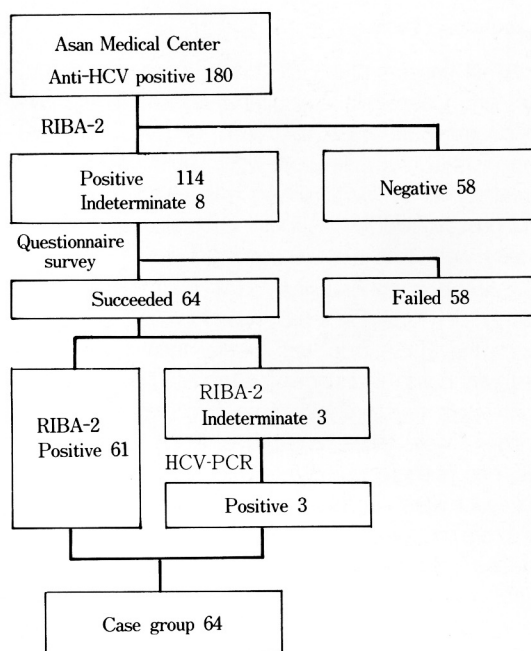 Asan Medical Center
Anti-HCV positive 180
RIBA-2
Positive 114
Indeterminate 8
Negative 58
Questionnaire
survey
Succeeded 64
Failed 58
RIBA-2
Positive 61
RIBA-2
Indeterminate 3
HCV-PCR
Positive 3
Case group 64